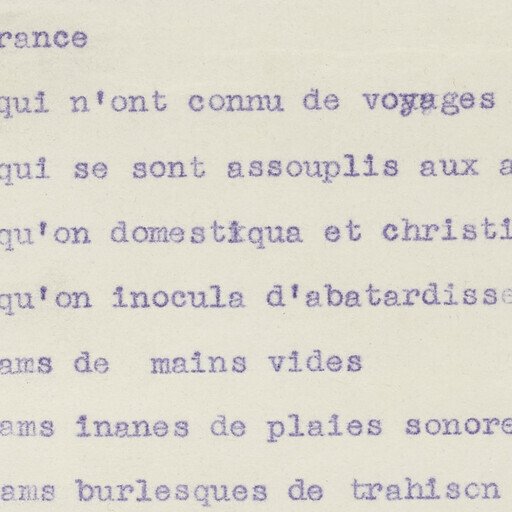 rance
qui n'ont connu de voyages
qui se sont assouplis aux a
qu'on domestiqua et christi
qu'on inocula d'abatardisse
ams de mains vides
ams inanes de plaies sonore
ams burlesques de trahison